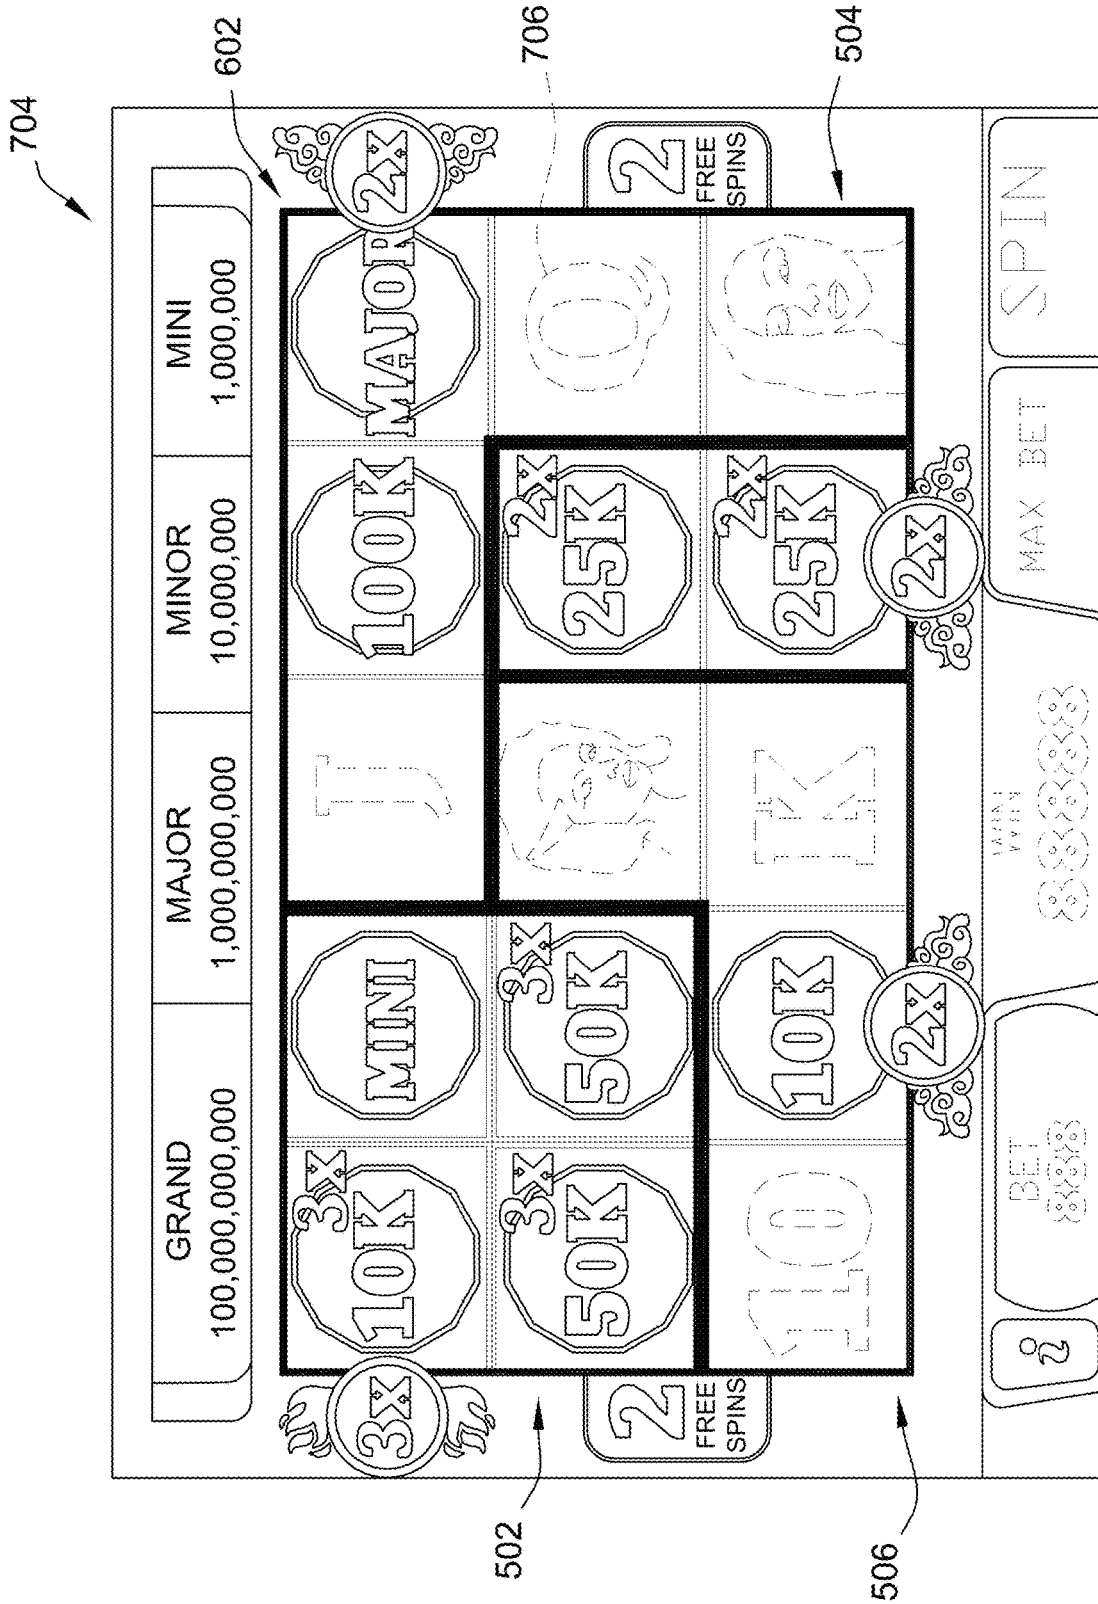 704
GRAND MAJOR MINOR MINI
100,000,000,000 1,000,000,000 10,000,000 1,000,000
602
3X 10K 3X MINI J 100K MAJOR 2X
502
50K 3X 50K 3X 25K 2X Q
706
2 FREE SPINS
2 FREE SPINS
10 10K K 25K 2X
504
506
2X 2X
i
BET
888
WIN
WIN
88888
MAX BET
SPIN